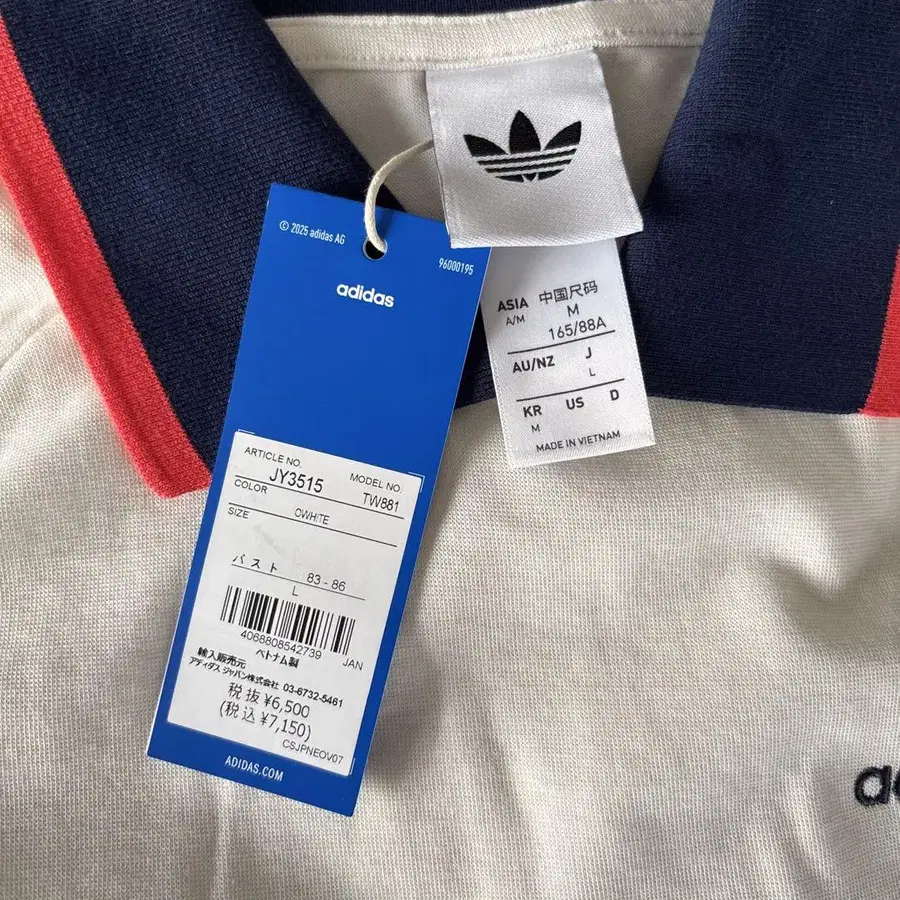 © 2025 adidas AG
96000195
adidas
ARTICLE NO.
JY3515
MODEL NO.
TW881
COLOR
CWHITE
SIZE
バスト 83 - 86
L
4068808542739 JAN
ベトナム製
輸入販売元
アディダス ジャパン株式会社 03-6732-5461
税抜 ¥6,500
(税込 ¥7,150)
CSJPNEOV07
ADIDAS.COM
ASIA 中国尺码
A/M M
165/88A
AU/NZ J
L
KR US D
M
MADE IN VIETNAM